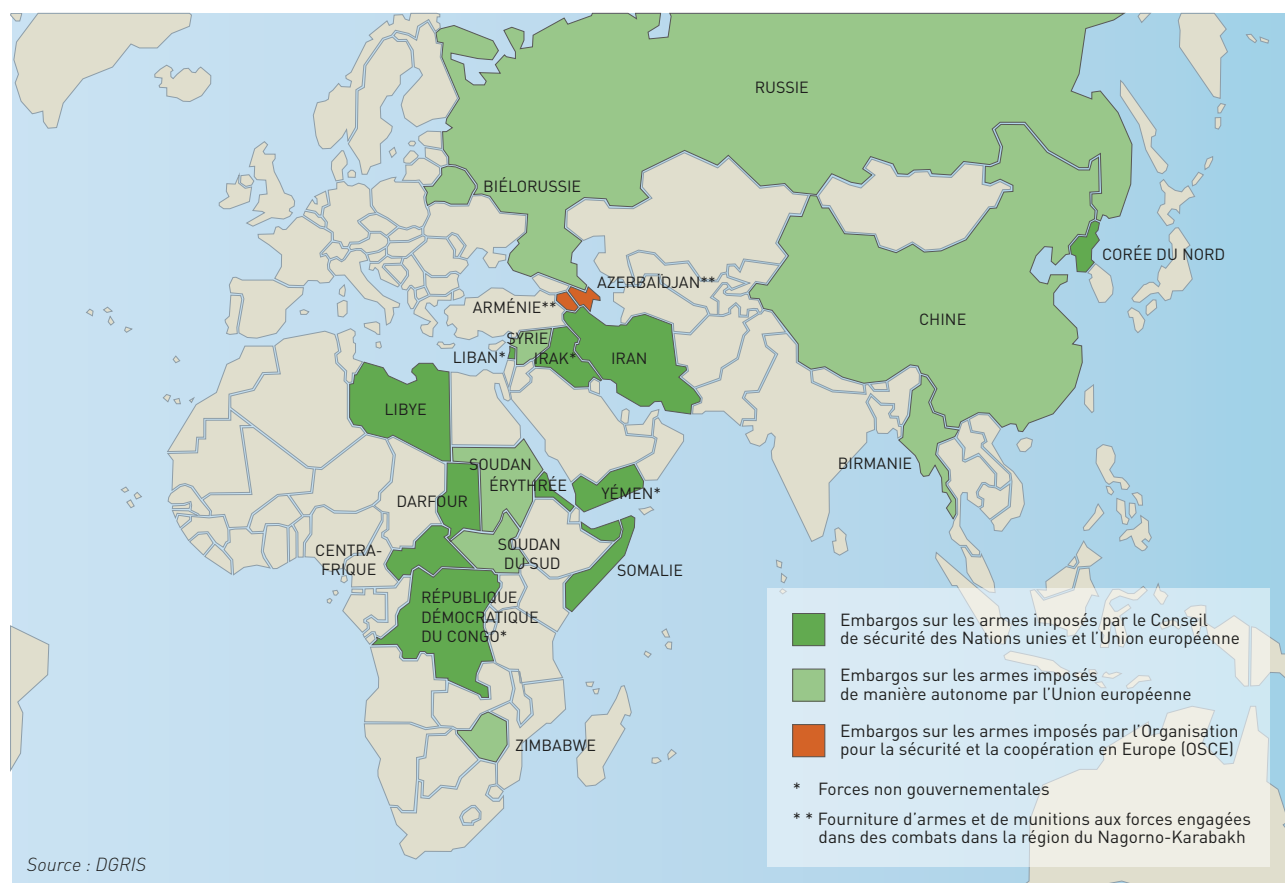 RUSSIE
BIÉLORUSSIE
CORÉE DU NORD
AZERBAÏDJAN**
ARMÉNIE**
CHINE
SYRIE
LIBAN*
IRAK*
IRAN
LIBYE
BIRMANIE
SOUDAN
ÉRYTHRÉE
YÉMEN*
DARFOUR
CENTRA-
FRIQUE
SOUDAN
DU SUD
SOMALIE
RÉPUBLIQUE
DÉMOCRATIQUE
DU CONGO*
ZIMBABWE
Embargos sur les armes imposés par le Conseil
de sécurité des Nations unies et l'Union européenne
Embargos sur les armes imposés
de manière autonome par l'Union européenne
Embargos sur les armes imposés par l'Organisation
pour la sécurité et la coopération en Europe (OSCE)
* Forces non gouvernementales
** Fourniture d'armes et de munitions aux forces engagées
dans des combats dans la région du Nagorno-Karabakh
Source : DGRIS